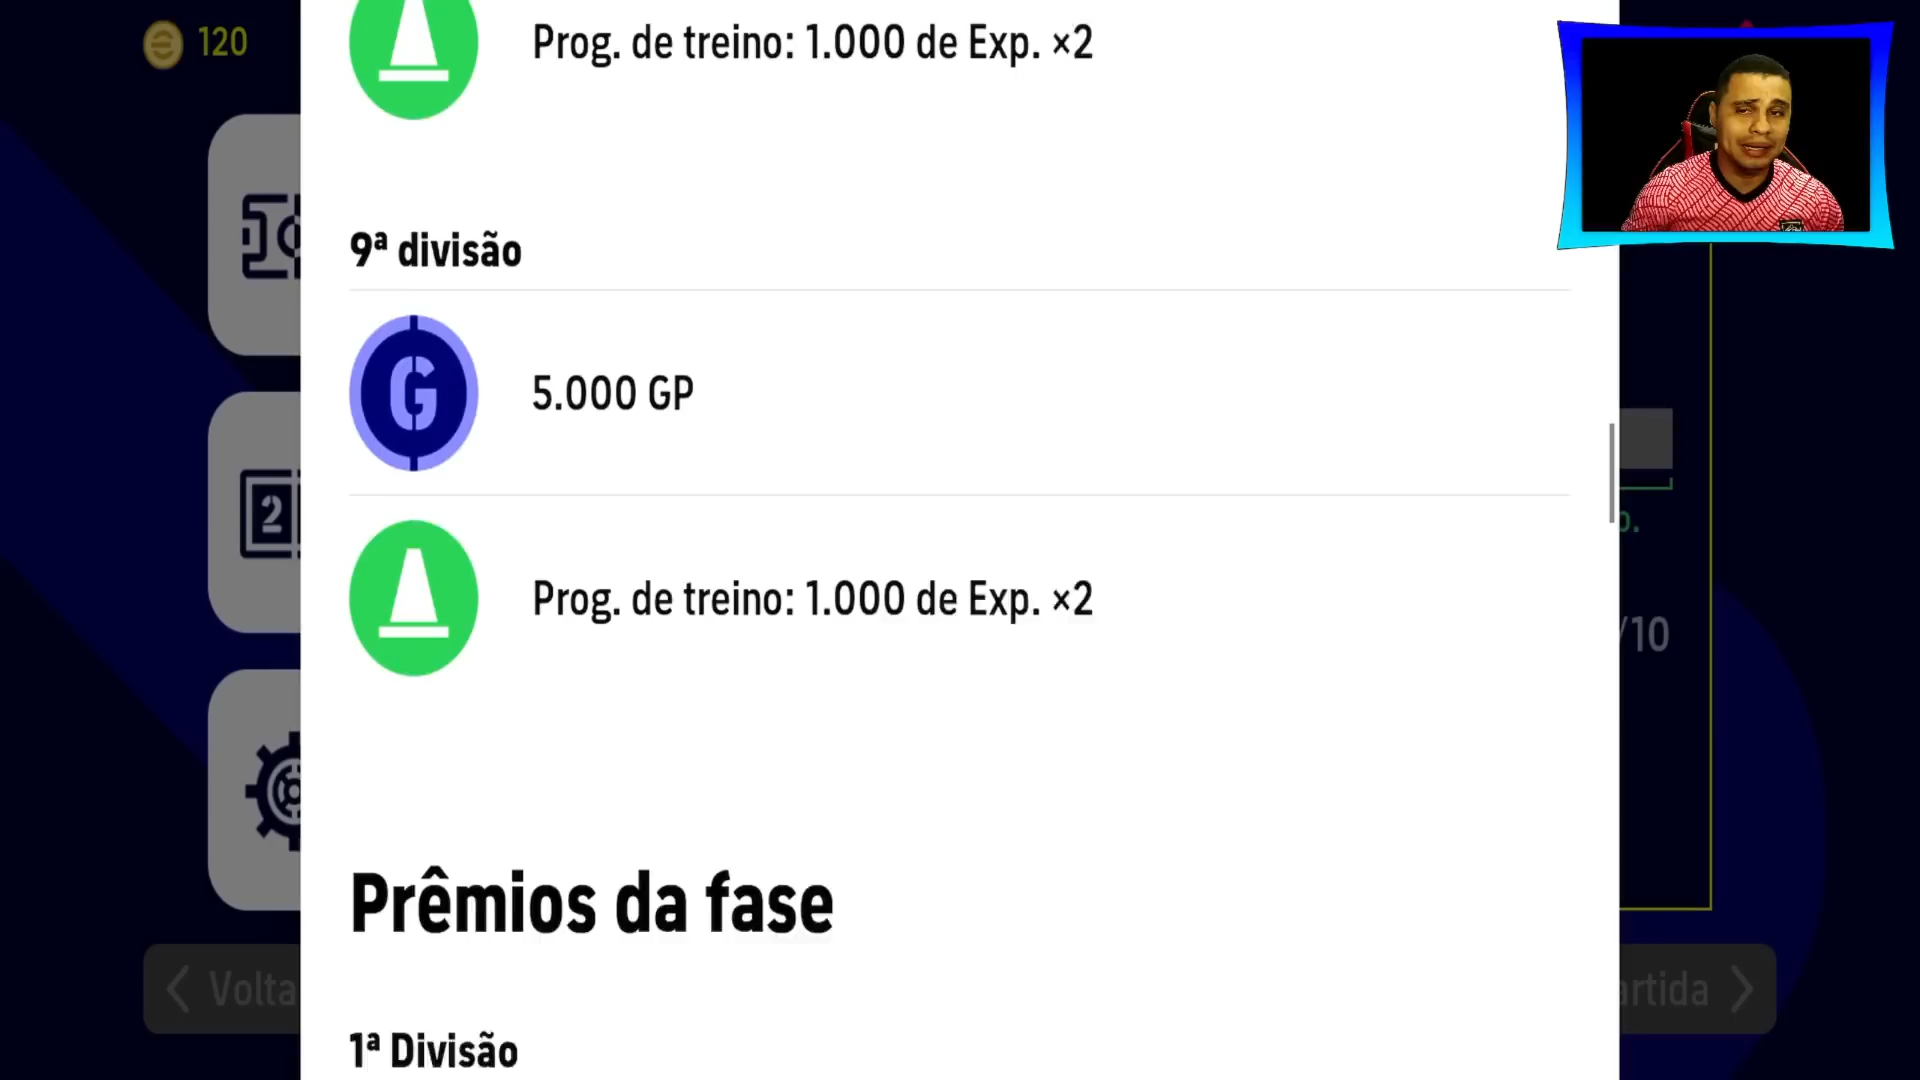 120
Prog. de treino: 1.000 de Exp. ×2
9ª divisão
G
5.000 GP
2
Prog. de treino: 1.000 de Exp. ×2
/10
Prêmios da fase
Volta
artida
1ª Divisão